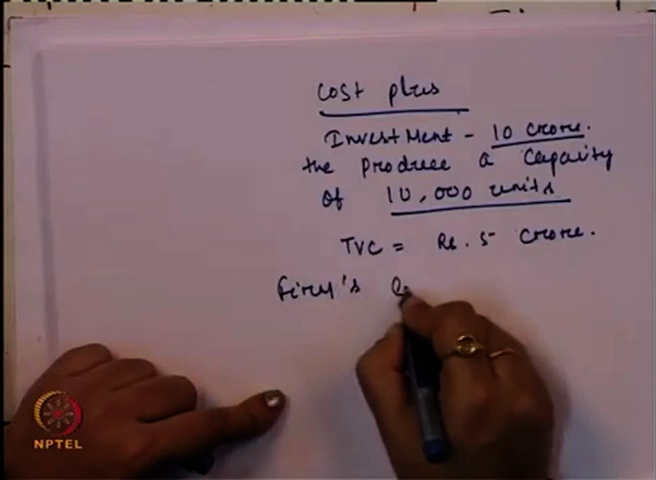 Cost plus
Investment - 10 crore.
the produce a capacity
of 10,000 units
TVC = Rs. 5 crore.
Firm's
NPTEL